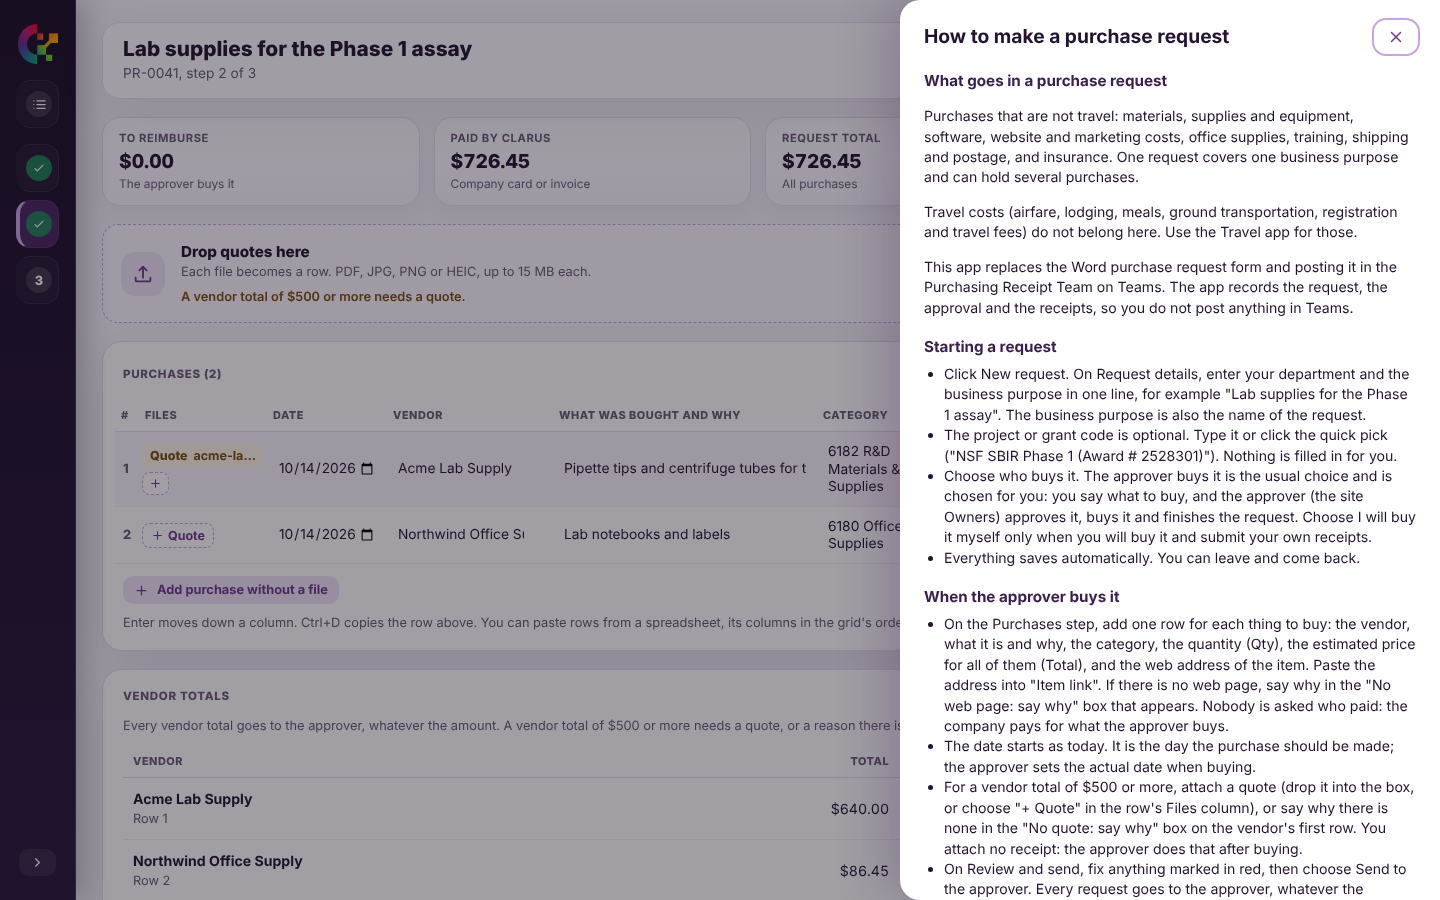 Lab supplies for the Phase 1 assay
PR-0041, step 2 of 3
TO REIMBURSE
$0.00
The approver buys it
PAID BY CLARUS
$726.45
Company card or invoice
REQUEST TOTAL
$726.45
All purchases
3
Drop quotes here
Each file becomes a row. PDF, JPG, PNG or HEIC, up to 15 MB each.
A vendor total of $500 or more needs a quote.
PURCHASES (2)
# FILES DATE VENDOR WHAT WAS BOUGHT AND WHY CATEGORY
1 Quote acme-la... + 10/14/2026 Acme Lab Supply Pipette tips and centrifuge tubes for t 6182 R&D
Materials &
Supplies
2 + Quote 10/14/2026 Northwind Office Su Lab notebooks and labels 6180 Office
Supplies
+ Add purchase without a file
Enter moves down a column. Ctrl+D copies the row above. You can paste rows from a spreadsheet, its columns in the grid's orde
VENDOR TOTALS
Every vendor total goes to the approver, whatever the amount. A vendor total of $500 or more needs a quote, or a reason there is
VENDOR TOTAL
Acme Lab Supply $640.00
Row 1
Northwind Office Supply $86.45
Row 2
How to make a purchase request
What goes in a purchase request
Purchases that are not travel: materials, supplies and equipment,
software, website and marketing costs, office supplies, training, shipping
and postage, and insurance. One request covers one business purpose
and can hold several purchases.
Travel costs (airfare, lodging, meals, ground transportation, registration
and travel fees) do not belong here. Use the Travel app for those.
This app replaces the Word purchase request form and posting it in the
Purchasing Receipt Team on Teams. The app records the request, the
approval and the receipts, so you do not post anything in Teams.
Starting a request
• Click New request. On Request details, enter your department and the
business purpose in one line, for example "Lab supplies for the Phase
1 assay". The business purpose is also the name of the request.
• The project or grant code is optional. Type it or click the quick pick
("NSF SBIR Phase 1 (Award # 2528301)"). Nothing is filled in for you.
• Choose who buys it. The approver buys it is the usual choice and is
chosen for you: you say what to buy, and the approver (the site
Owners) approves it, buys it and finishes the request. Choose I will buy
it myself only when you will buy it and submit your own receipts.
• Everything saves automatically. You can leave and come back.
When the approver buys it
• On the Purchases step, add one row for each thing to buy: the vendor,
what it is and why, the category, the quantity (Qty), the estimated price
for all of them (Total), and the web address of the item. Paste the
address into "Item link". If there is no web page, say why in the "No
web page: say why" box that appears. Nobody is asked who paid: the
company pays for what the approver buys.
• The date starts as today. It is the day the purchase should be made;
the approver sets the actual date when buying.
• For a vendor total of $500 or more, attach a quote (drop it into the box,
or choose "+ Quote" in the row's Files column), or say why there is
none in the "No quote: say why" box on the vendor's first row. You
attach no receipt: the approver does that after buying.
• On Review and send, fix anything marked in red, then choose Send to
the approver. Every request goes to the approver, whatever the